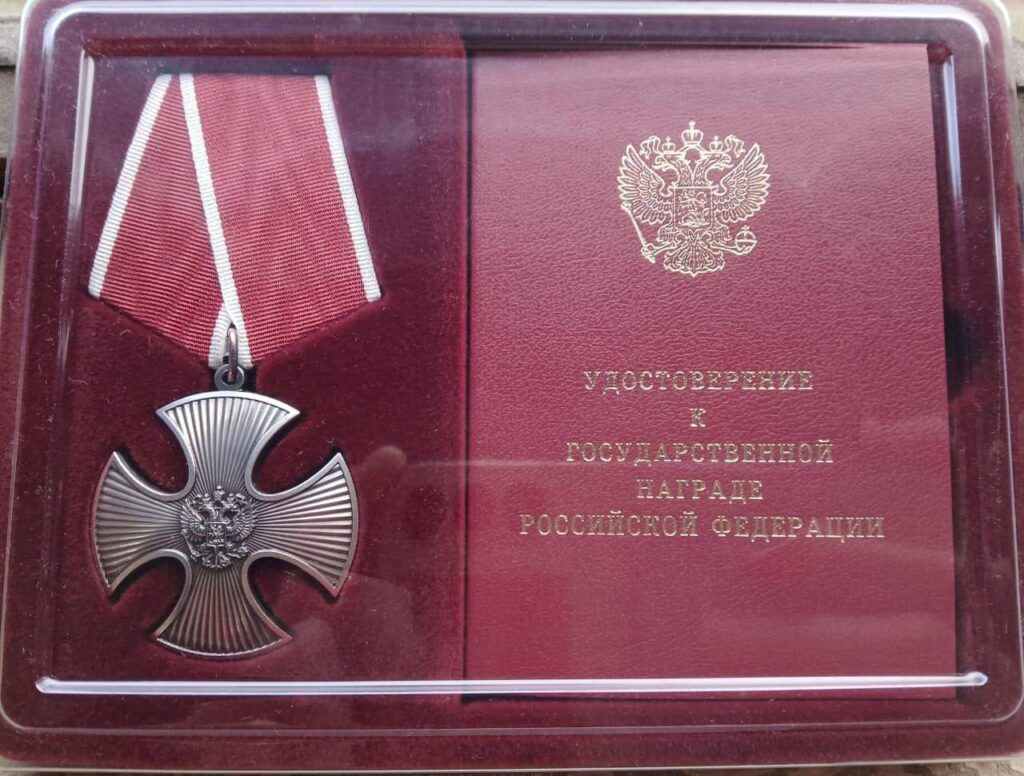 УДОСТОВЕРЕНИЕ
К
ГОСУДАРСТВЕННОЙ
НАГРАДЕ
РОССИЙСКОЙ ФЕДЕРАЦИИ